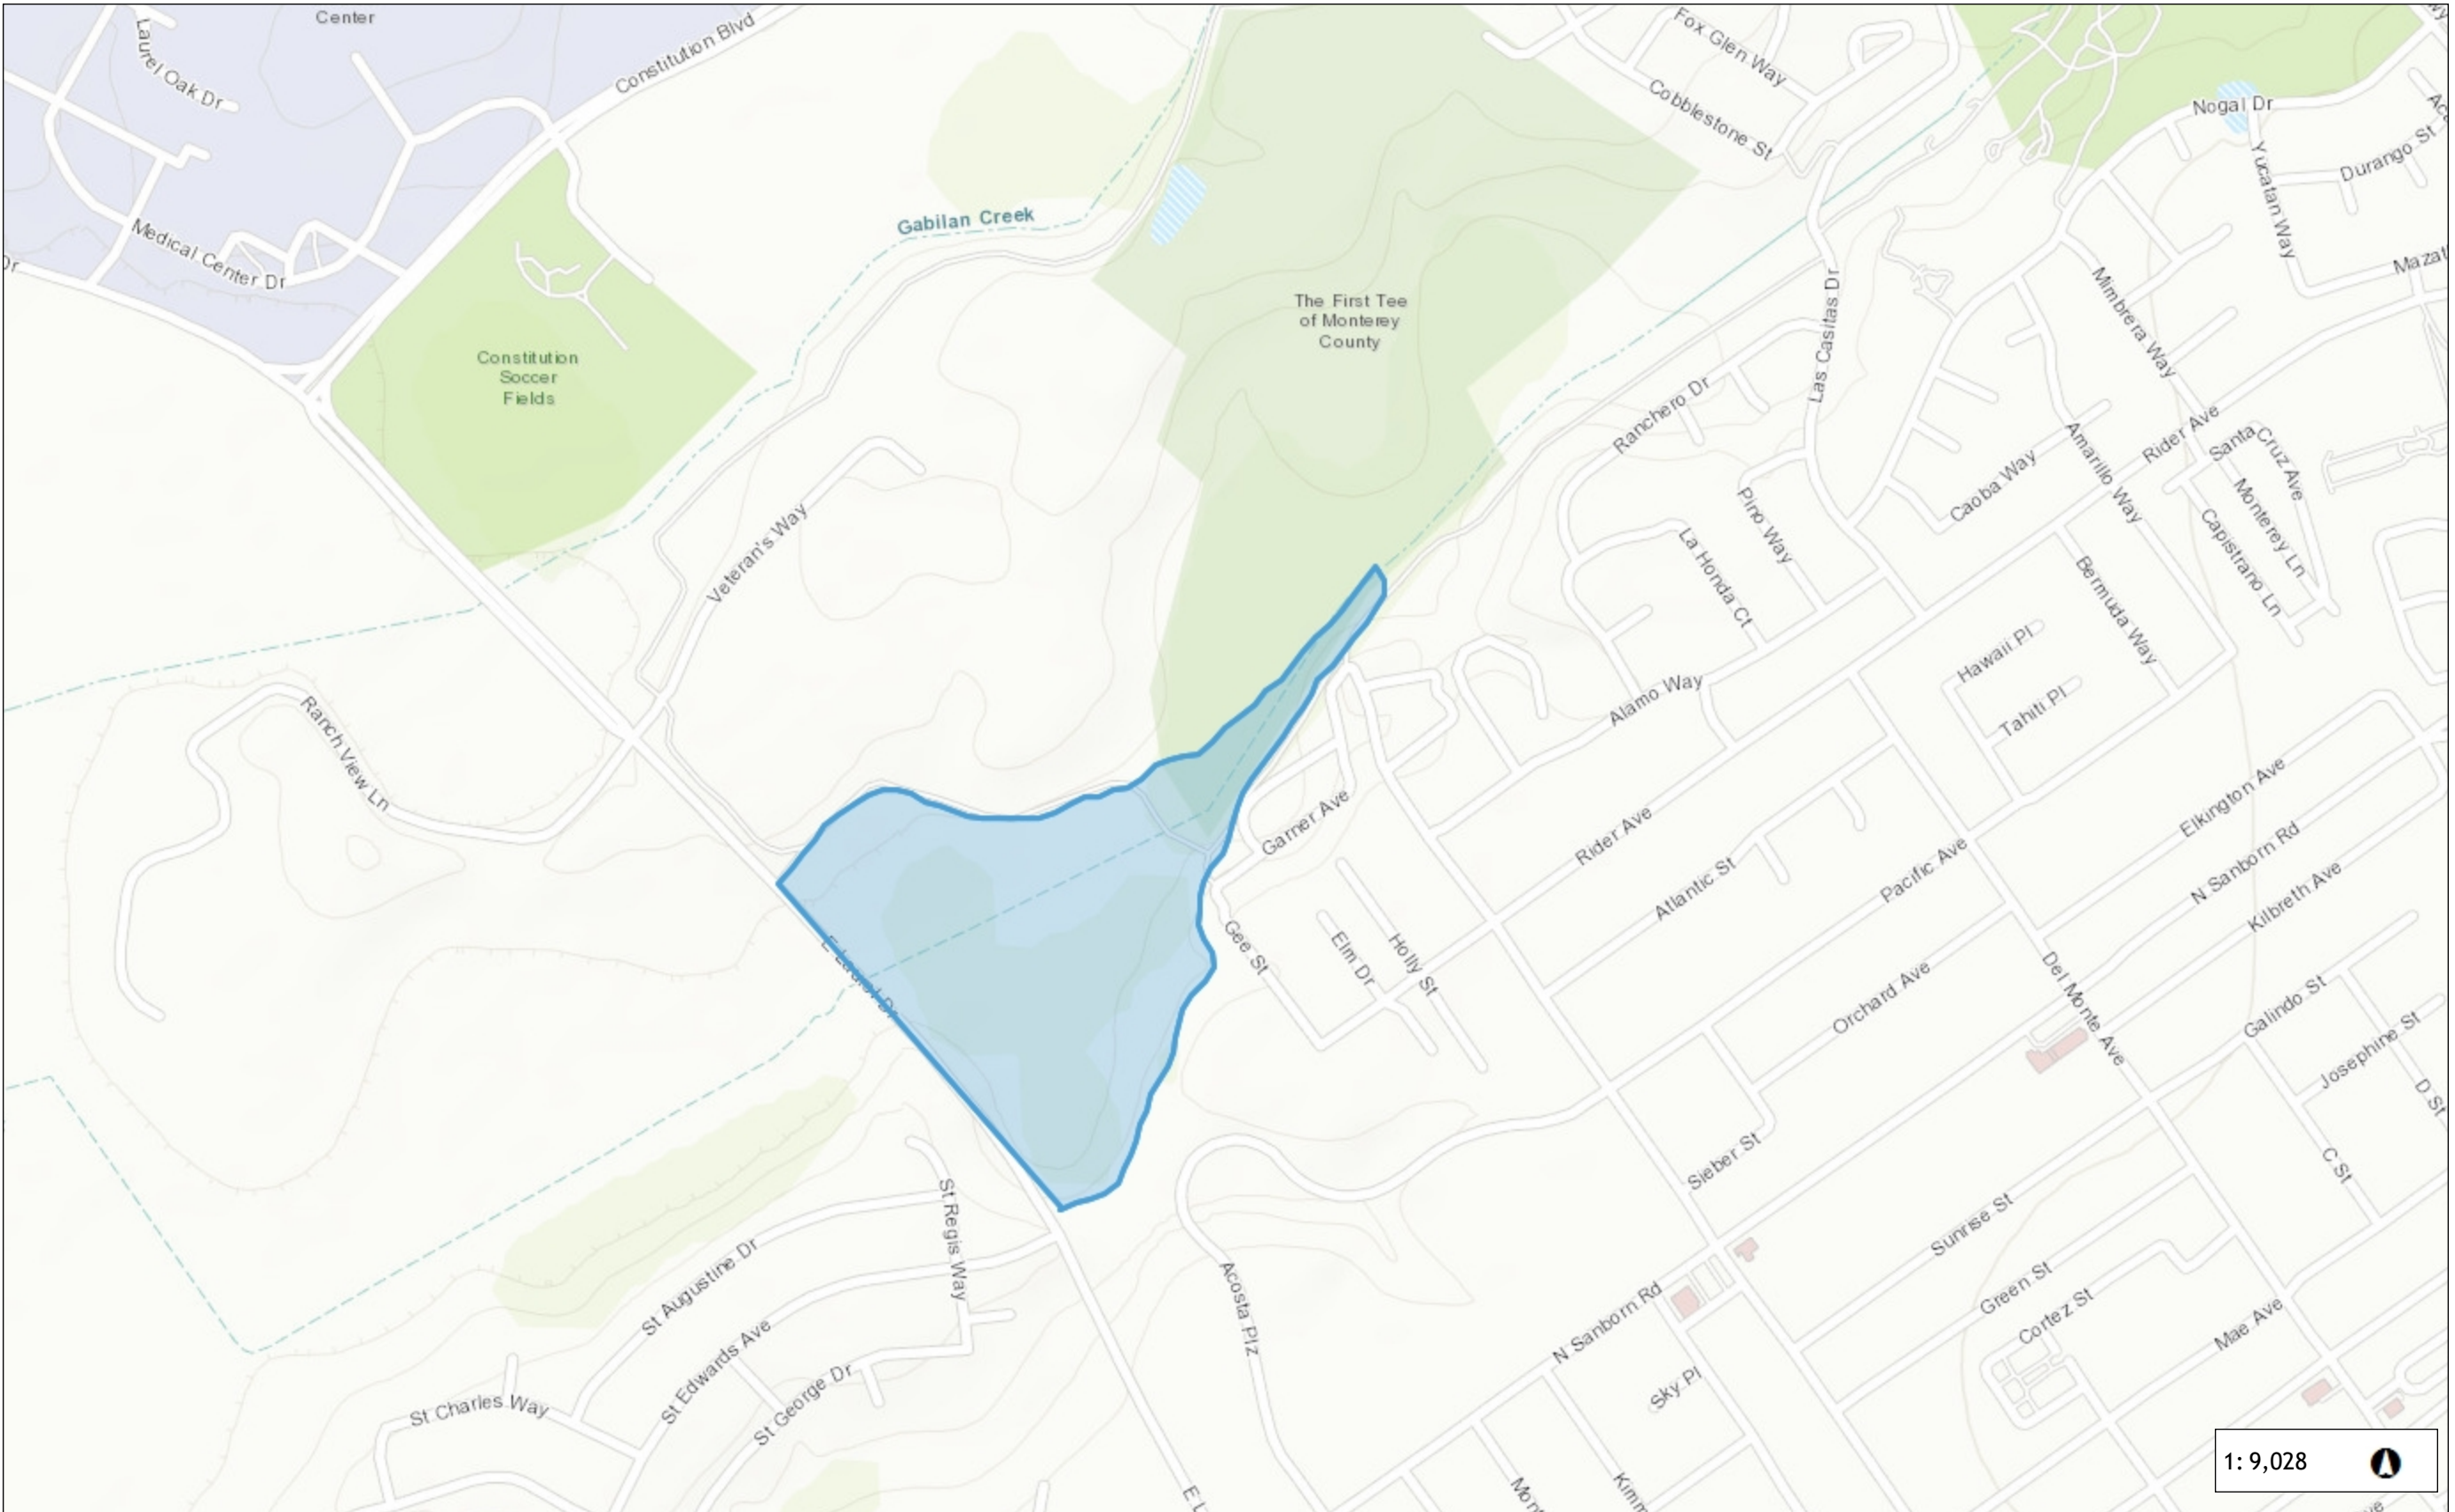 Center
Laurel Oak Dr
Constitution Blvd
Fox Glen Way
Cobblestone St
Nogal Dr
Durango St
Yucatan Way
Medical Center Dr
Dr
Gabilan Creek
Mimbrera Way
The First Tee
of Monterey
County
Las Casitas Dr
Constitution
Soccer
Fields
Ranchero Dr
Rider Ave
Santa Cruz Ave
Amarillo Way
Caoba Way
Monterey Ln
Pino Way
Capistrano Ln
Veteran's Way
La Honda Ct
Bermuda Way
Hawaii Pl
Tahiti Pl
Alamo Way
Ranch View Ln
Elkington Ave
Garner Ave
Rider Ave
N Sanborn Rd
Atlantic St
Pacific Ave
Kilbreth Ave
Gee St
Elm Dr
Holly St
E Laurel Dr
Orchard Ave
Del Monte Ave
Galindo St
Josephine St
D St
Sieber St
C St
St Regis Way
Sunrise St
St Augustine Dr
Acosta Plz
Green St
Cortez St
Mae Ave
N Sanborn Rd
St Edwards Ave
Sky Pl
St George Dr
St Charles Way
1: 9,028